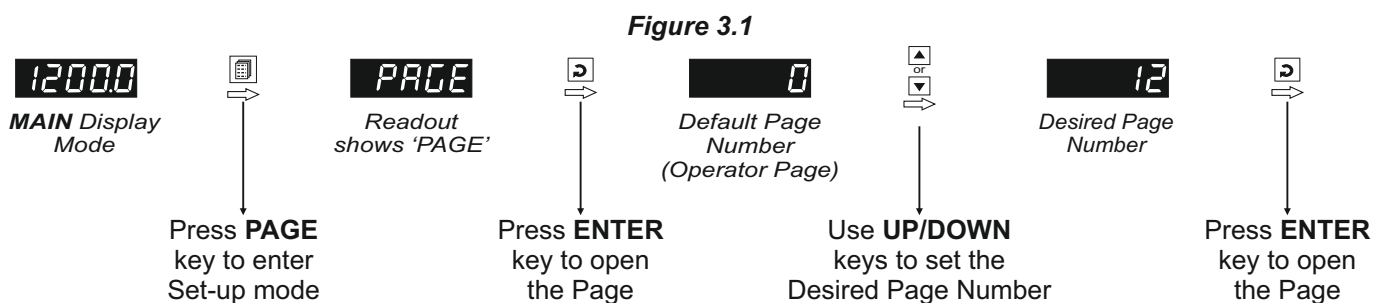 Figure 3.1
1200.0
PAGE
0
or
12
MAIN Display
Mode
Readout
shows ‘PAGE’
Default Page
Number
(Operator Page)
Desired Page
Number
Press PAGE
key to enter
Set-up mode
Press ENTER
key to open
the Page
Use UP/DOWN
keys to set the
Desired Page Number
Press ENTER
key to open
the Page